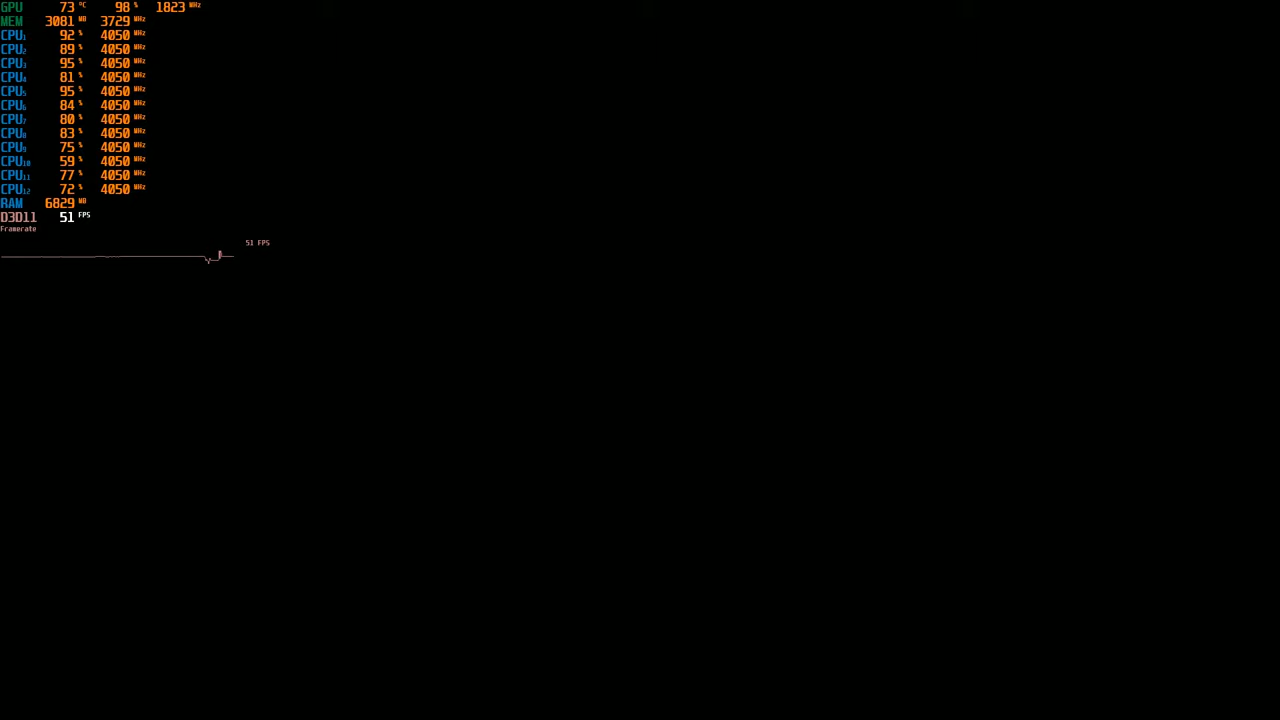 GPU 73 °C 98 % 1823 MHz
MEM 3081 MB 3729 MHz
CPU1 92 % 4050 MHz
CPU2 89 % 4050 MHz
CPU3 95 % 4050 MHz
CPU4 81 % 4050 MHz
CPU5 95 % 4050 MHz
CPU6 84 % 4050 MHz
CPU7 80 % 4050 MHz
CPU8 83 % 4050 MHz
CPU9 75 % 4050 MHz
CPU10 59 % 4050 MHz
CPU11 77 % 4050 MHz
CPU12 72 % 4050 MHz
RAM 6829 MB
D3D11 51 FPS
Framerate
51 FPS